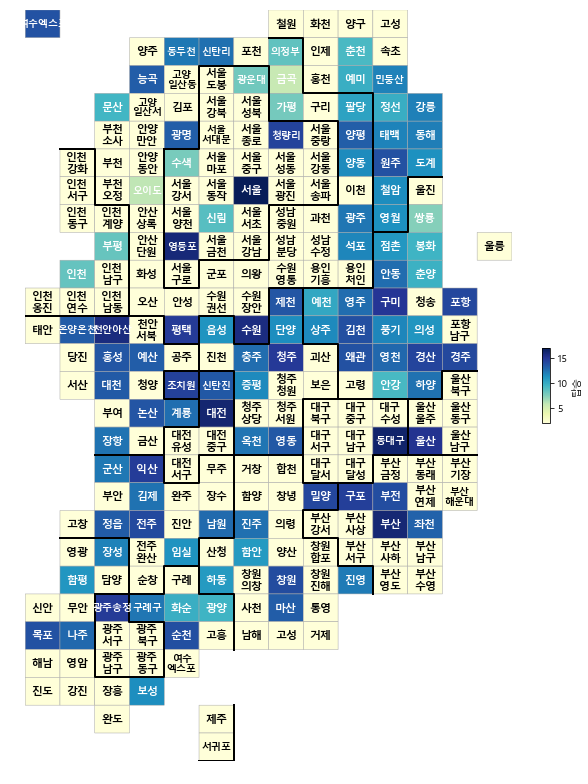 여수엑스포 철원 화천 양구 고성
양주 동두천 신탄리 포천 의정부 인제 춘천 속초
능곡 고양 일산동 서울 도봉 광운대 금곡 홍천 예미 민둥산
문산 고양 일산서 김포 서울 강북 서울 성북 가평 구리 팔당 정선 강릉
부천 소사 안양 만안 광명 서울 서대문 서울 종로 청량리 서울 중랑 양평 태백 동해
인천 강화 부천 안양 동안 수색 서울 마포 서울 중구 서울 성동 서울 강동 양동 원주 도계
인천 서구 부천 오정 오이도 서울 강서 서울 동작 서울 서울 광진 서울 송파 이천 철암 울진
인천 동구 인천 계양 안산 상록 서울 양천 신림 서울 서초 성남 중원 과천 광주 영월 쌍룡
부평 안산 단원 영등포 서울 금천 서울 강남 성남 분당 성남 수정 석포 점촌 봉화 울릉
인천 인천 남구 화성 서울 구로 군포 의왕 수원 영통 용인 기흥 용인 처인 안동 춘양
인천 옹진 인천 연수 인천 남동 오산 안성 수원 권선 수원 장안 제천 예천 영주 구미 청송 포항
태안 온양온천 천안아산 천안 서북 평택 음성 수원 단양 상주 김천 풍기 의성 포항 남구
당진 홍성 예산 공주 진천 충주 청주 괴산 왜관 영천 경산 경주
서산 대천 청양 조치원 신탄진 증평 청주 청원 보은 고령 안강 하양 울산 북구
부여 논산 계룡 대전 청주 상당 청주 서원 대구 북구 대구 중구 대구 수성 울산 울주 울산 동구
장항 금산 대전 유성 대전 중구 옥천 영동 대구 서구 대구 남구 동대구 울산 울산 남구
군산 익산 대전 서구 무주 거창 합천 대구 달서 대구 달성 부산 금정 부산 동래 부산 기장
부안 김제 완주 장수 함양 창녕 밀양 구포 부전 부산 연제 부산 해운대
고창 정읍 전주 진안 남원 진주 의령 부산 강서 부산 사상 부산 좌천
영광 장성 전주 완산 임실 산청 함안 양산 창원 합포 부산 서구 부산 사하 부산 남구
함평 담양 순창 구례 하동 창원 의창 창원 창원 진해 진영 부산 영도 부산 수영
신안 무안 광주송정 구례구 화순 광양 사천 마산 통영
목포 나주 광주 서구 광주 북구 순천 고흥 남해 고성 거제
해남 영암 광주 남구 광주 동구 여수 엑스포
진도 강진 장흥 보성
완도 제주
서귀포
15
10
5